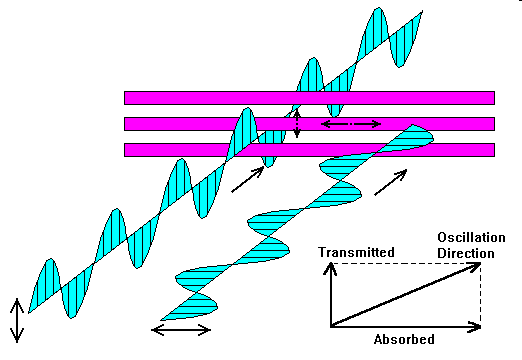 Transmitted
Oscillation
Direction
Absorbed